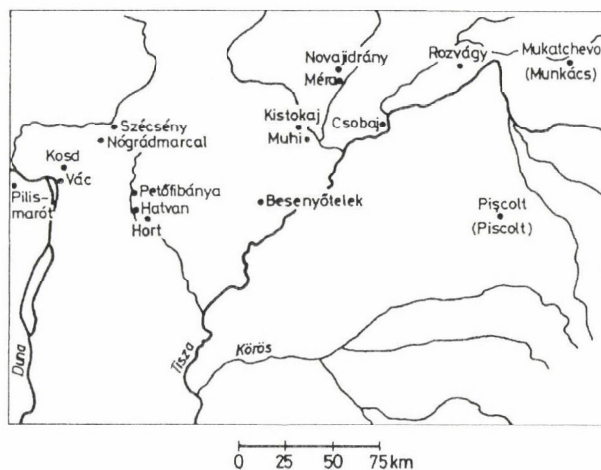 Novajidrány
Méra
Rozvágy
Mukatchevo
(Munkács)
Szécsény
Nógrádmarcal
Kistokaj
Muhi
Csobaj
Kosd
Vác
Pilis-
marót
Petőfibánya
Hatvan
Hort
Besenyőtelek
Pişcolt
(Piscolt)
Duna
Tisza
Körös
0 25 50 75 km